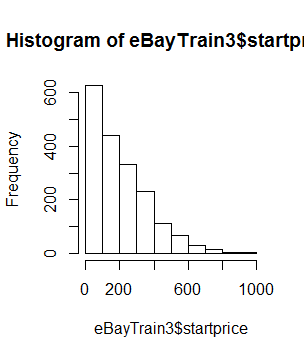 Histogram of eBayTrain3$startpr
Frequency
600
400
200
0
0 200 600 1000
eBayTrain3$startprice